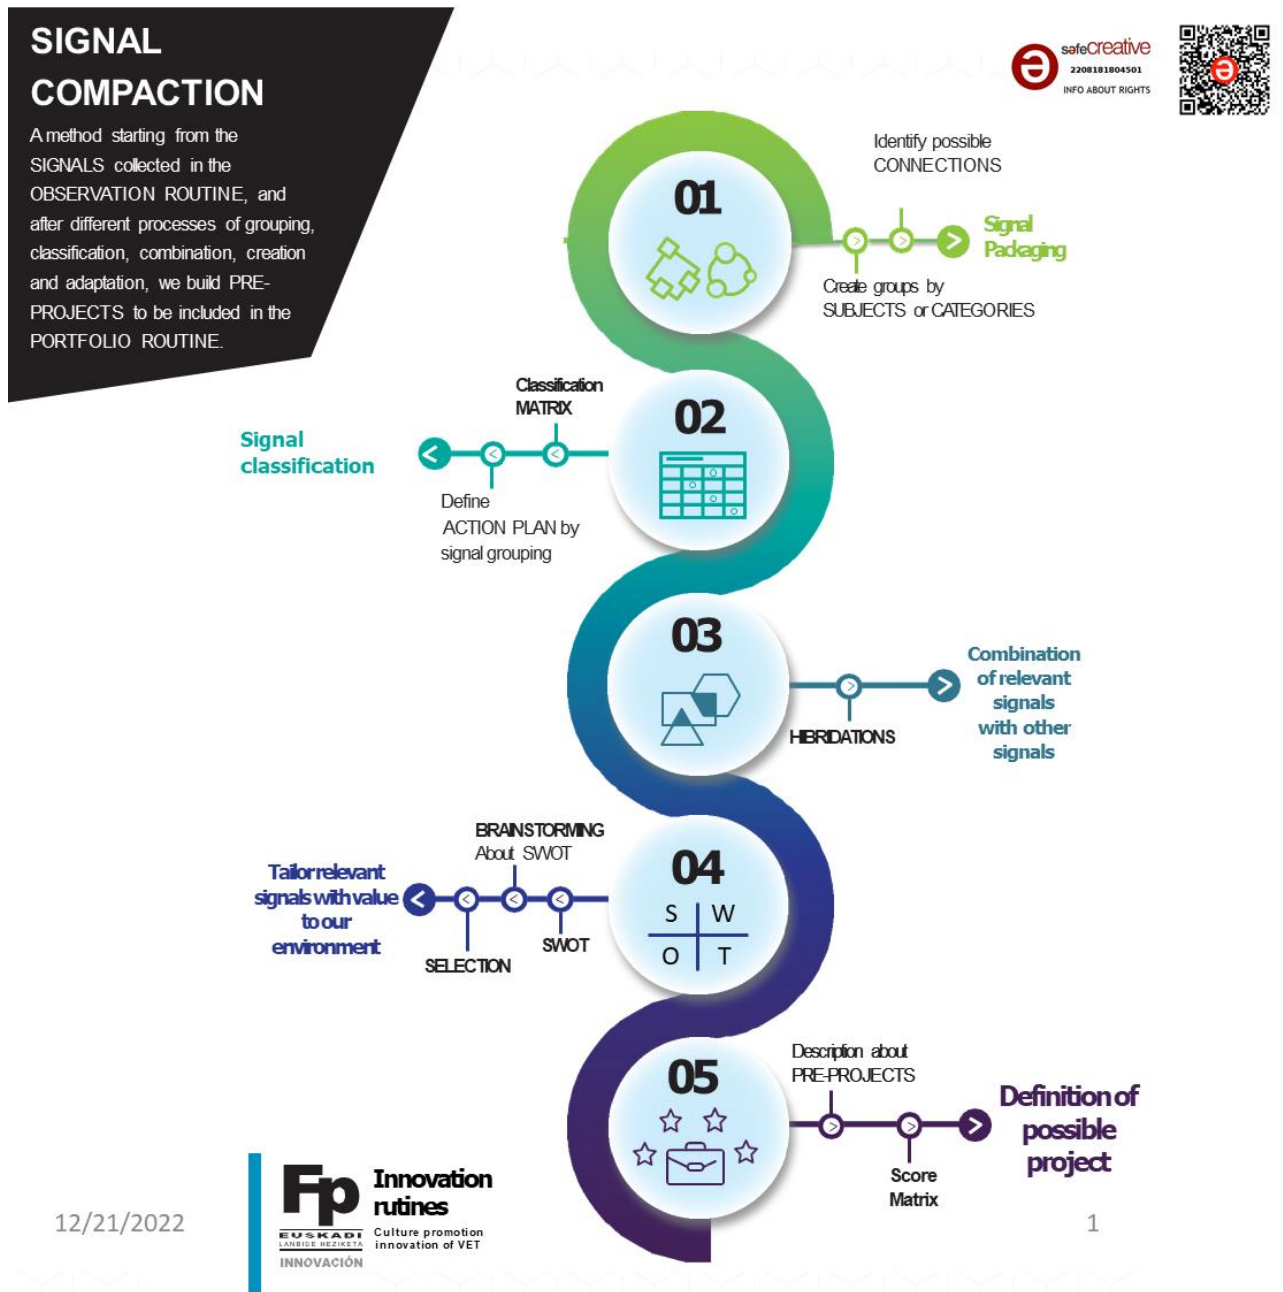 SIGNAL
COMPACTION
A method starting from the
SIGNALS collected in the
OBSERVATION ROUTINE, and
after different processes of grouping,
classification, combination, creation
and adaptation, we build PRE-
PROJECTS to be included in the
PORTFOLIO ROUTINE.
safecreative
2208181804501
INFO ABOUT RIGHTS
01
Identify possible
CONNECTIONS
Signal
Packaging
Create groups by
SUBJECTS or CATEGORIES
02
Classification
MATRIX
Signal
classification
Define
ACTION PLAN by
signal grouping
03
Combination
of relevant
signals
with other
signals
HIBRIDATIONS
04
S W
O T
BRAINSTORMING
About SWOT
Tailor relevant
signals with value
to our
environment
SWOT
SELECTION
05
Description about
PRE-PROJECTS
Definition of
possible
project
Score
Matrix
Fp
EUSKADI
LANBIDE HEZIKETA
INNOVACIÓN
Innovation
rutines
Culture promotion
innovation of VET
12/21/2022
1